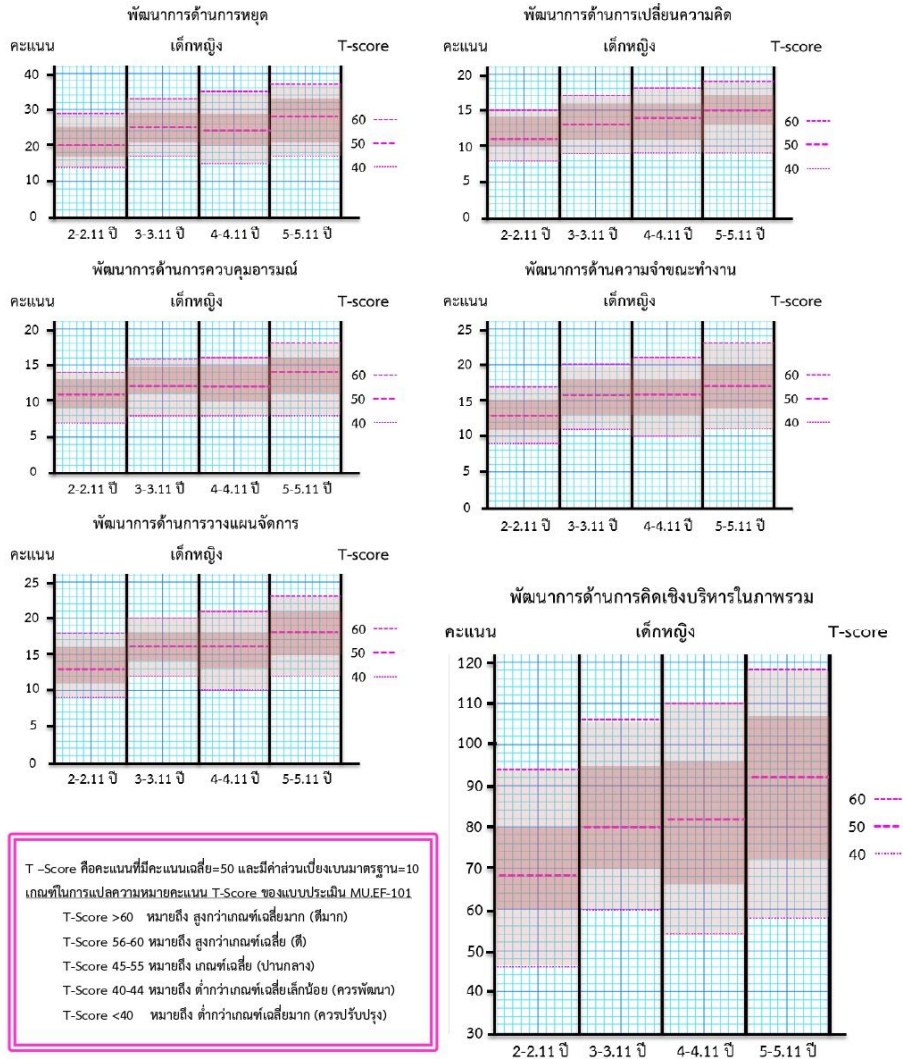 พัฒนาการด้านการหยุด
คะแนน เด็กหญิง T-score
40
30
20
10
0
60
50
40
2-2.11 ปี 3-3.11 ปี 4-4.11 ปี 5-5.11 ปี
พัฒนาการด้านการเปลี่ยนความคิด
คะแนน เด็กหญิง T-score
20
15
10
5
0
60
50
40
2-2.11 ปี 3-3.11 ปี 4-4.11 ปี 5-5.11 ปี
พัฒนาการด้านการควบคุมอารมณ์
คะแนน เด็กหญิง T-score
20
15
10
5
0
60
50
40
2-2.11 ปี 3-3.11 ปี 4-4.11 ปี 5-5.11 ปี
พัฒนาการด้านความจำขณะทำงาน
คะแนน เด็กหญิง T-score
25
20
15
10
5
0
60
50
40
2-2.11 ปี 3-3.11 ปี 4-4.11 ปี 5-5.11 ปี
พัฒนาการด้านการวางแผนจัดการ
คะแนน เด็กหญิง T-score
25
20
15
10
5
0
60
50
40
2-2.11 ปี 3-3.11 ปี 4-4.11 ปี 5-5.11 ปี
พัฒนาการด้านการคิดเชิงบริหารในภาพรวม
คะแนน เด็กหญิง T-score
120
110
100
90
80
70
60
50
40
30
60
50
40
2-2.11 ปี 3-3.11 ปี 4-4.11 ปี 5-5.11 ปี
T –Score คือคะแนนที่มีคะแนนเฉลี่ย=50 และมีค่าส่วนเบี่ยงเบนมาตรฐาน=10
เกณฑ์ในการแปลความหมายคะแนน T-Score ของแบบประเมิน MU.EF-101
T-Score >60 หมายถึง สูงกว่าเกณฑ์เฉลี่ยมาก (ดีมาก)
T-Score 56-60 หมายถึง สูงกว่าเกณฑ์เฉลี่ย (ดี)
T-Score 45-55 หมายถึง เกณฑ์เฉลี่ย (ปานกลาง)
T-Score 40-44 หมายถึง ต่ำกว่าเกณฑ์เฉลี่ยเล็กน้อย (ควรพัฒนา)
T-Score <40 หมายถึง ต่ำกว่าเกณฑ์เฉลี่ยมาก (ควรปรับปรุง)